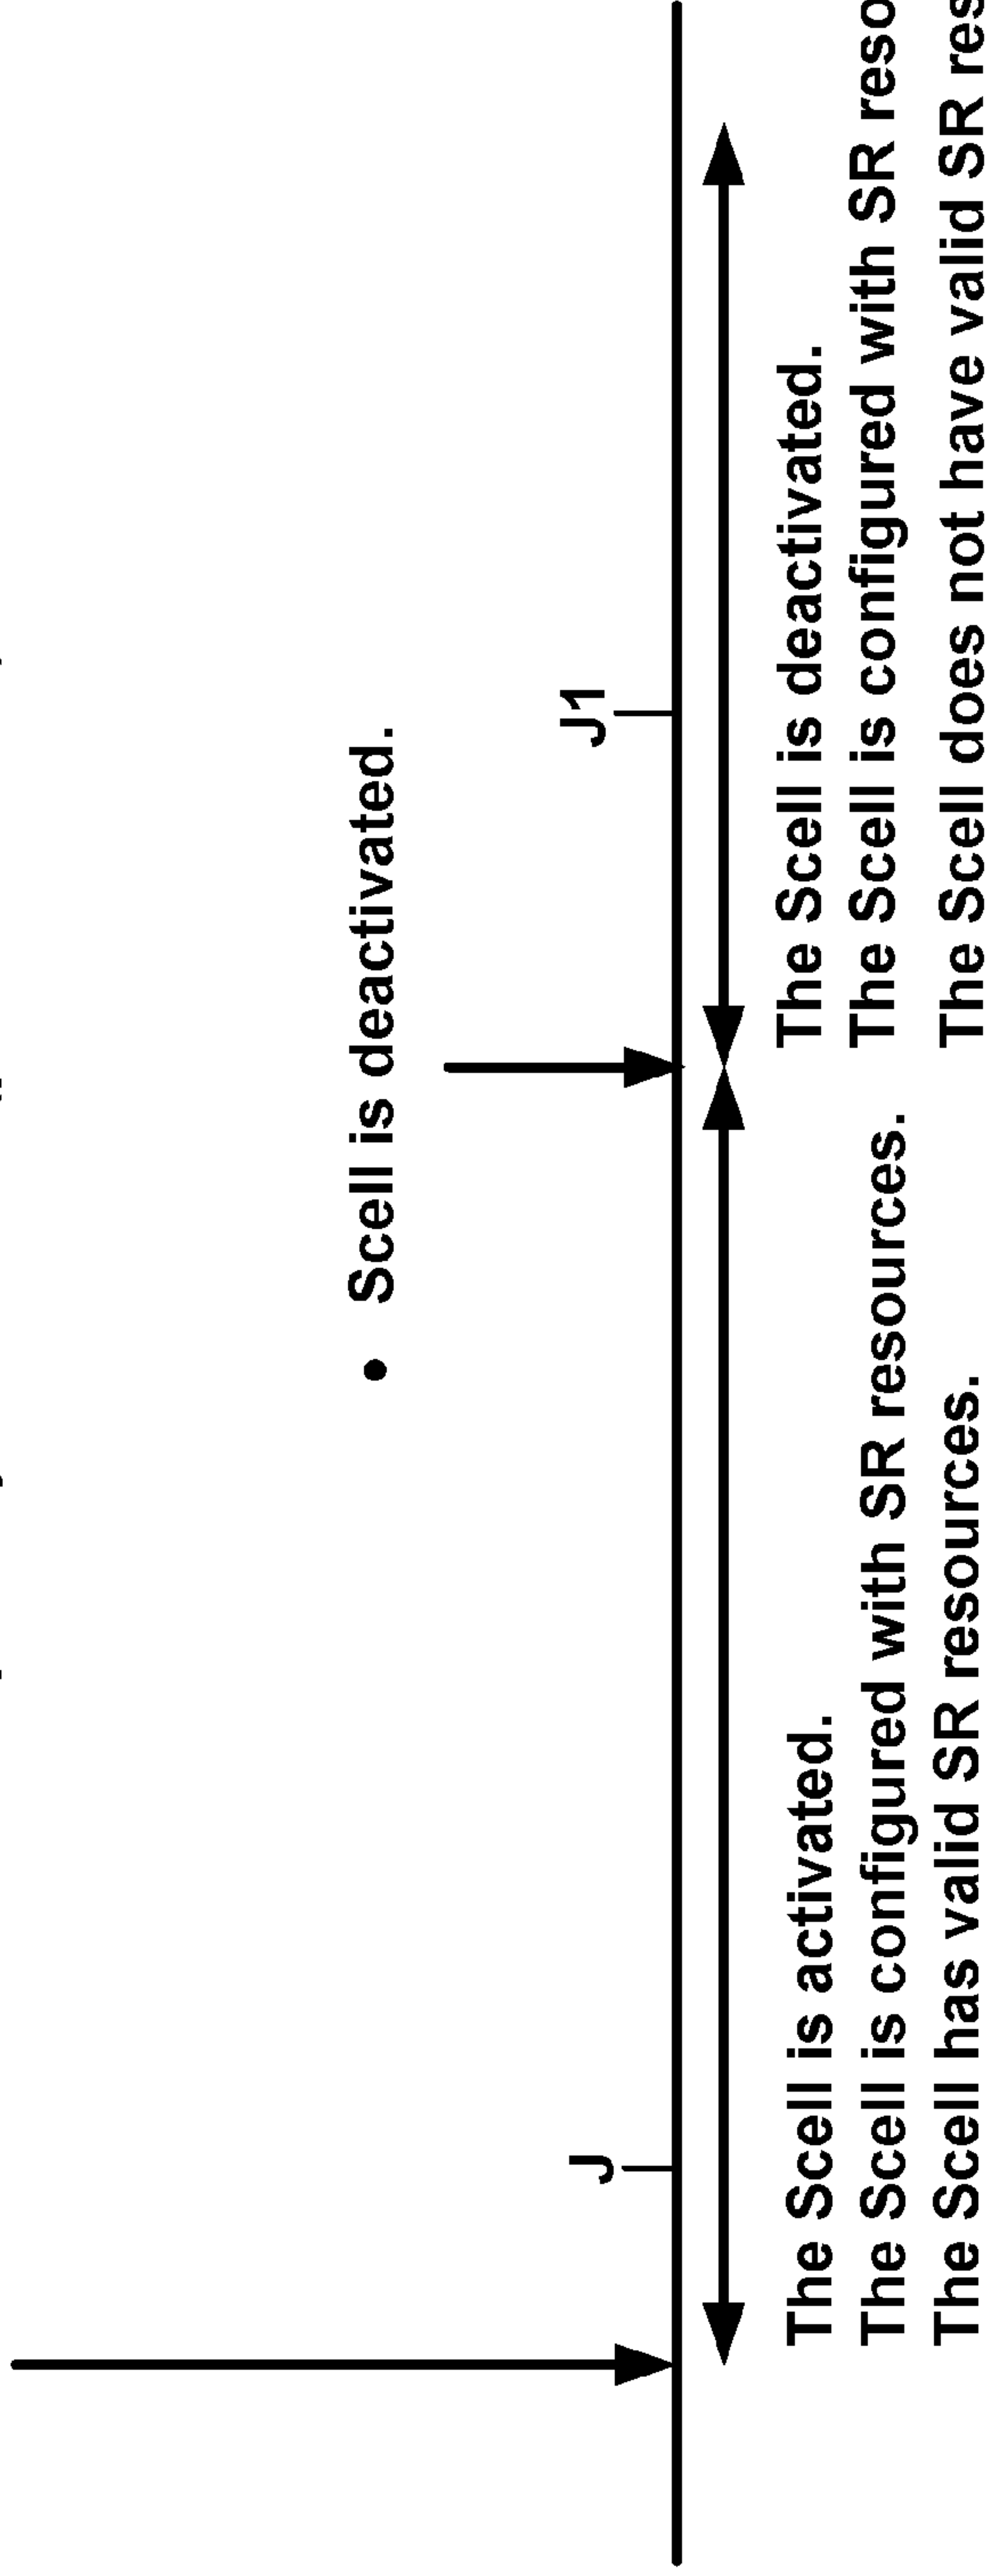 • Scell is deactivated.
J
J1
The Scell is activated.
The Scell is configured with SR resources.
The Scell has valid SR resources.
The Scell is deactivated.
The Scell is configured with SR
The Scell does not have valid SR